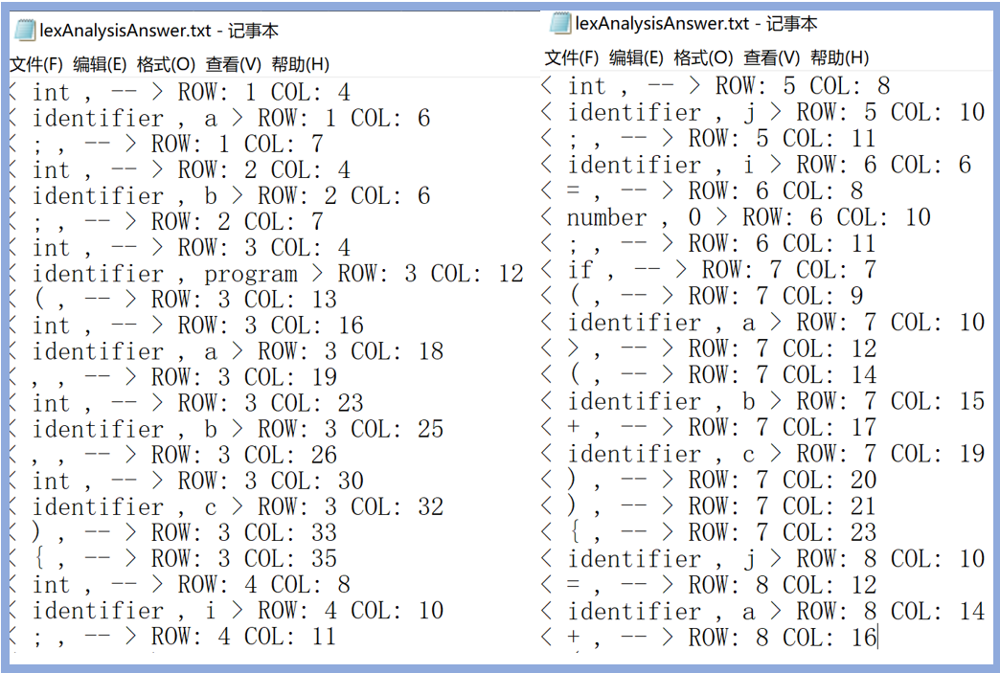 lexAnalysisAnswer.txt - 记事本
文件(F) 编辑(E) 格式(O) 查看(V) 帮助(H)
< int , -- > ROW: 1 COL: 4
< identifier , a > ROW: 1 COL: 6
< ; , -- > ROW: 1 COL: 7
< int , -- > ROW: 2 COL: 4
< identifier , b > ROW: 2 COL: 6
< ; , -- > ROW: 2 COL: 7
< int , -- > ROW: 3 COL: 4
< identifier , program > ROW: 3 COL: 12
< ( , -- > ROW: 3 COL: 13
< int , -- > ROW: 3 COL: 16
< identifier , a > ROW: 3 COL: 18
< , , -- > ROW: 3 COL: 19
< int , -- > ROW: 3 COL: 23
< identifier , b > ROW: 3 COL: 25
< , , -- > ROW: 3 COL: 26
< int , -- > ROW: 3 COL: 30
< identifier , c > ROW: 3 COL: 32
< ) , -- > ROW: 3 COL: 33
< { , -- > ROW: 3 COL: 35
< int , -- > ROW: 4 COL: 8
< identifier , i > ROW: 4 COL: 10
< ; , -- > ROW: 4 COL: 11
lexAnalysisAnswer.txt - 记事本
文件(F) 编辑(E) 格式(O) 查看(V) 帮助(H)
< int , -- > ROW: 5 COL: 8
< identifier , j > ROW: 5 COL: 10
< ; , -- > ROW: 5 COL: 11
< identifier , i > ROW: 6 COL: 6
< = , -- > ROW: 6 COL: 8
< number , 0 > ROW: 6 COL: 10
< ; , -- > ROW: 6 COL: 11
< if , -- > ROW: 7 COL: 7
< ( , -- > ROW: 7 COL: 9
< identifier , a > ROW: 7 COL: 10
< > , -- > ROW: 7 COL: 12
< ( , -- > ROW: 7 COL: 14
< identifier , b > ROW: 7 COL: 15
< + , -- > ROW: 7 COL: 17
< identifier , c > ROW: 7 COL: 19
< ) , -- > ROW: 7 COL: 20
< ) , -- > ROW: 7 COL: 21
< { , -- > ROW: 7 COL: 23
< identifier , j > ROW: 8 COL: 10
< = , -- > ROW: 8 COL: 12
< identifier , a > ROW: 8 COL: 14
< + , -- > ROW: 8 COL: 16